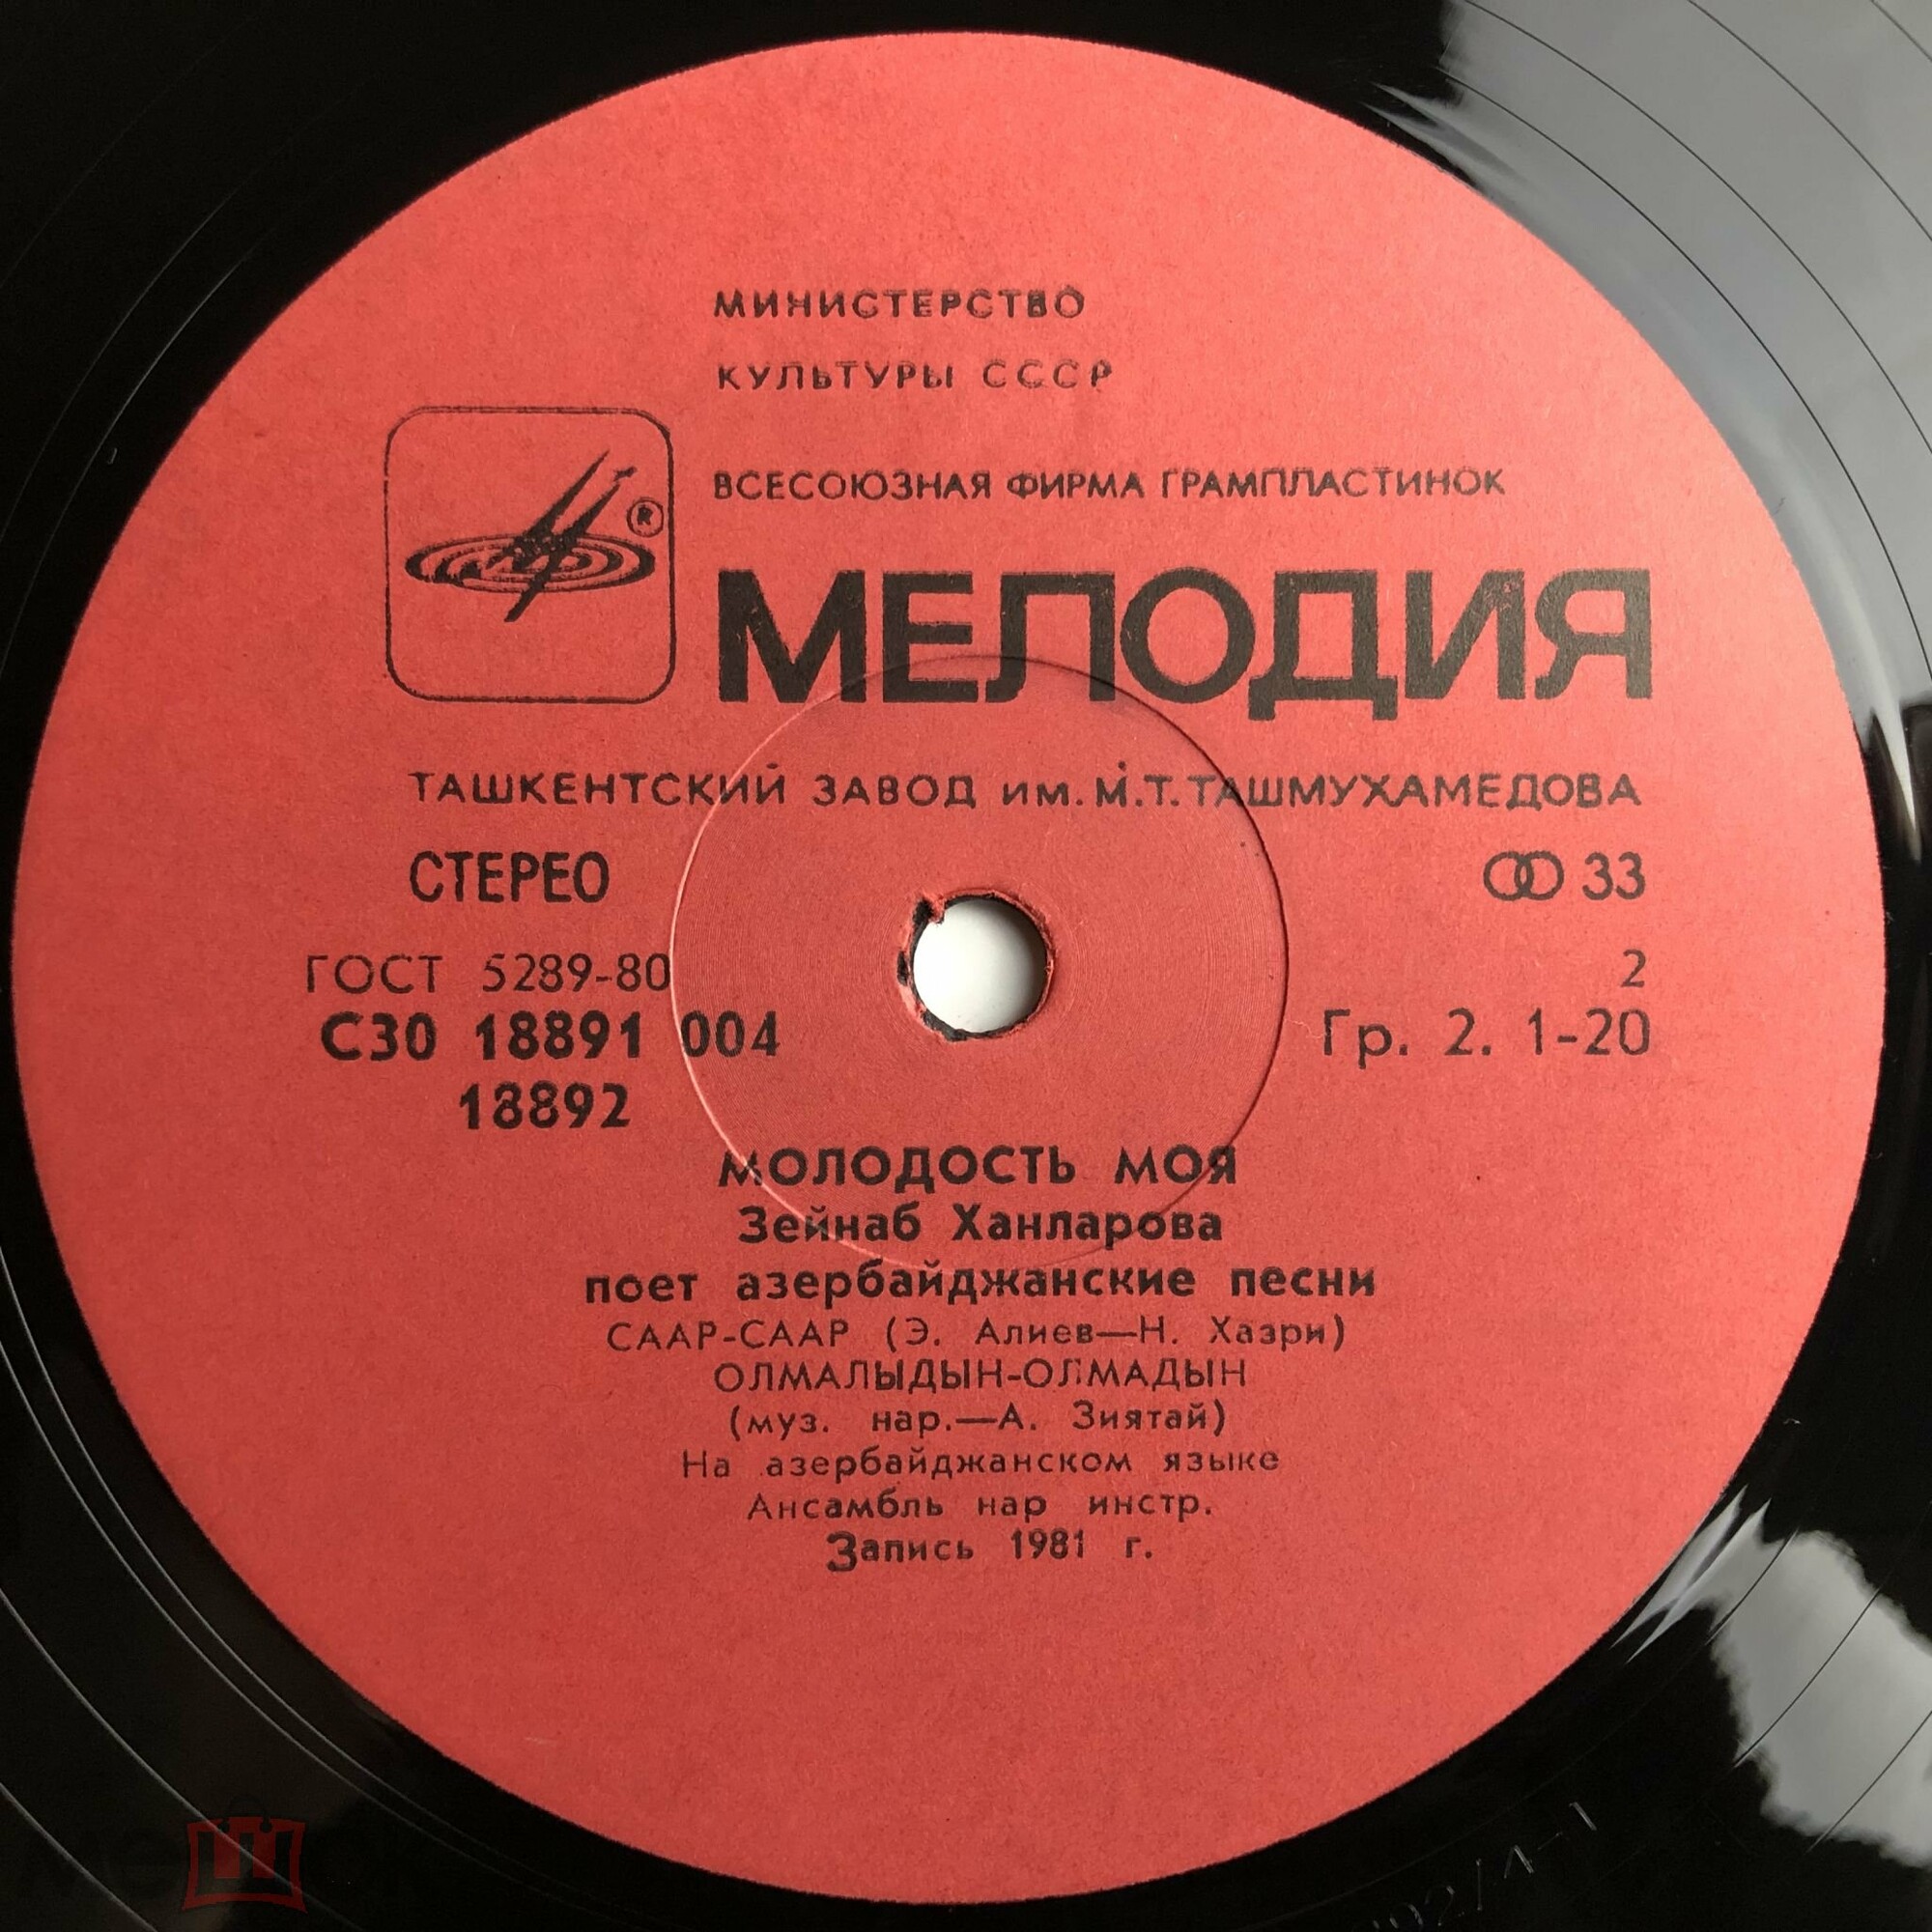 МИНИСТЕРСТВО
КУЛЬТУРЫ СССР
ВСЕСОЮЗНАЯ ФИРМА ГРАМПЛАСТИНОК
®
МЕЛОДИЯ
ТАШКЕНТСКИЙ ЗАВОД им. М.Т. ТАШМУХАМЕДОВА
СТЕРЕО 33
ГОСТ 5289-80 2
С30 18891 004 Гр. 2. 1-20
18892
МОЛОДОСТЬ МОЯ
Зейнаб Ханларова
поет азербайджанские песни
СААР-СААР (Э. Алиев—Н. Хазри)
ОЛМАЛЫДЫН-ОЛМАДЫН
(муз. нар.—А. Зиятай)
На азербайджанском языке
Ансамбль нар инстр.
Запись 1981 г.